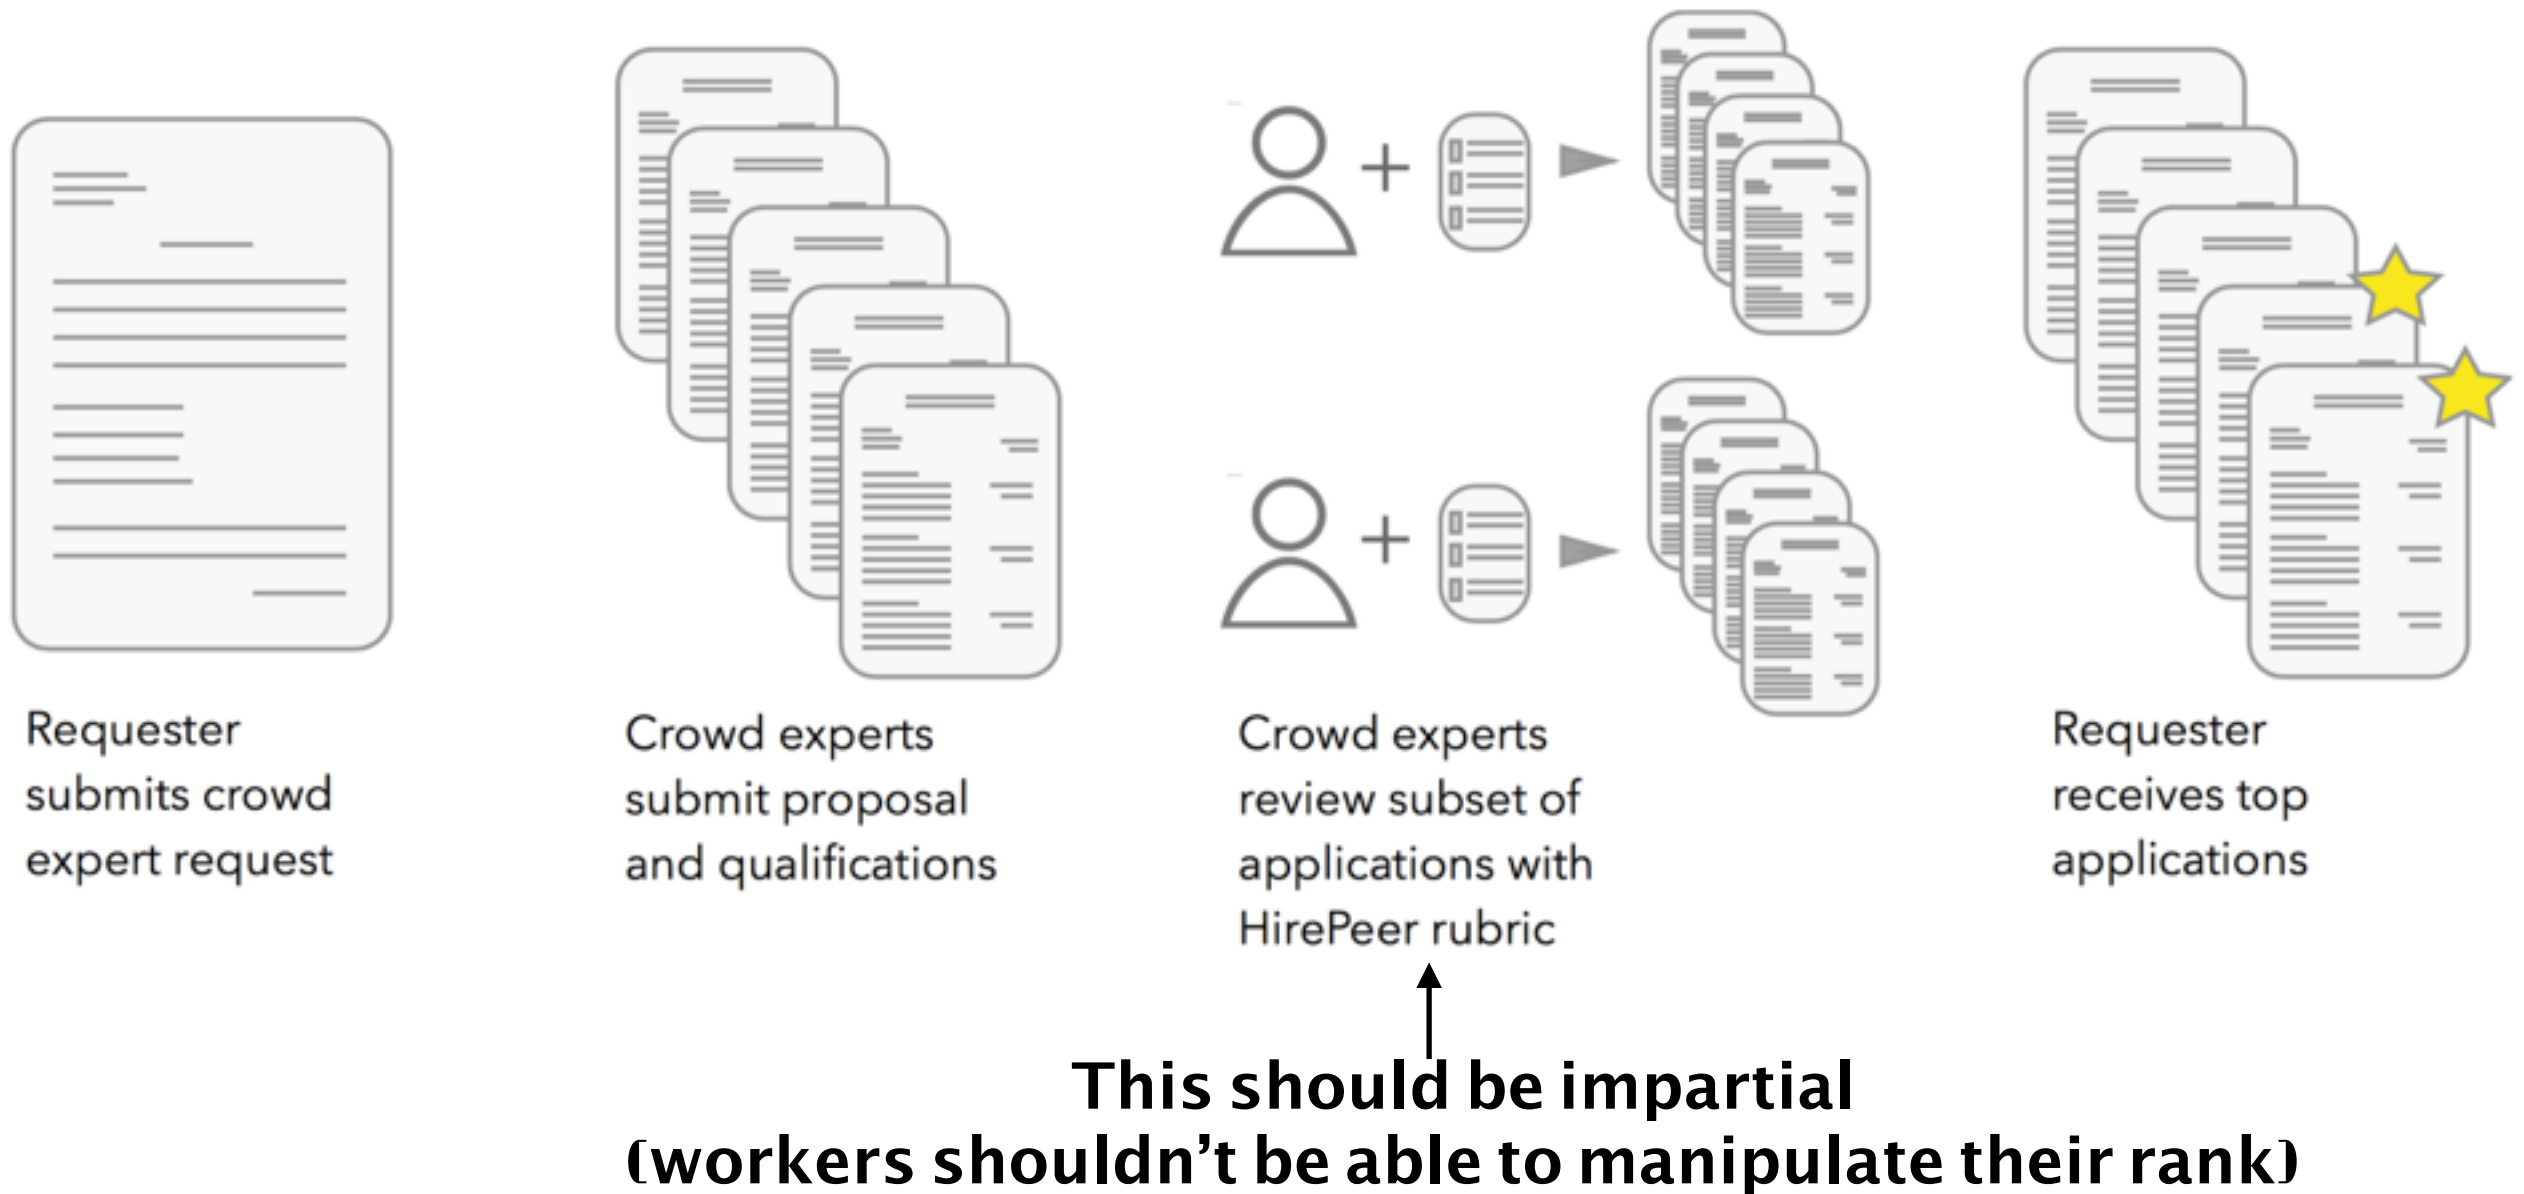 Requester
submits crowd
expert request
Crowd experts
submit proposal
and qualifications
Crowd experts
review subset of
applications with
HirePeer rubric
Requester
receives top
applications
This should be impartial
(workers shouldn’t be able to manipulate their rank)